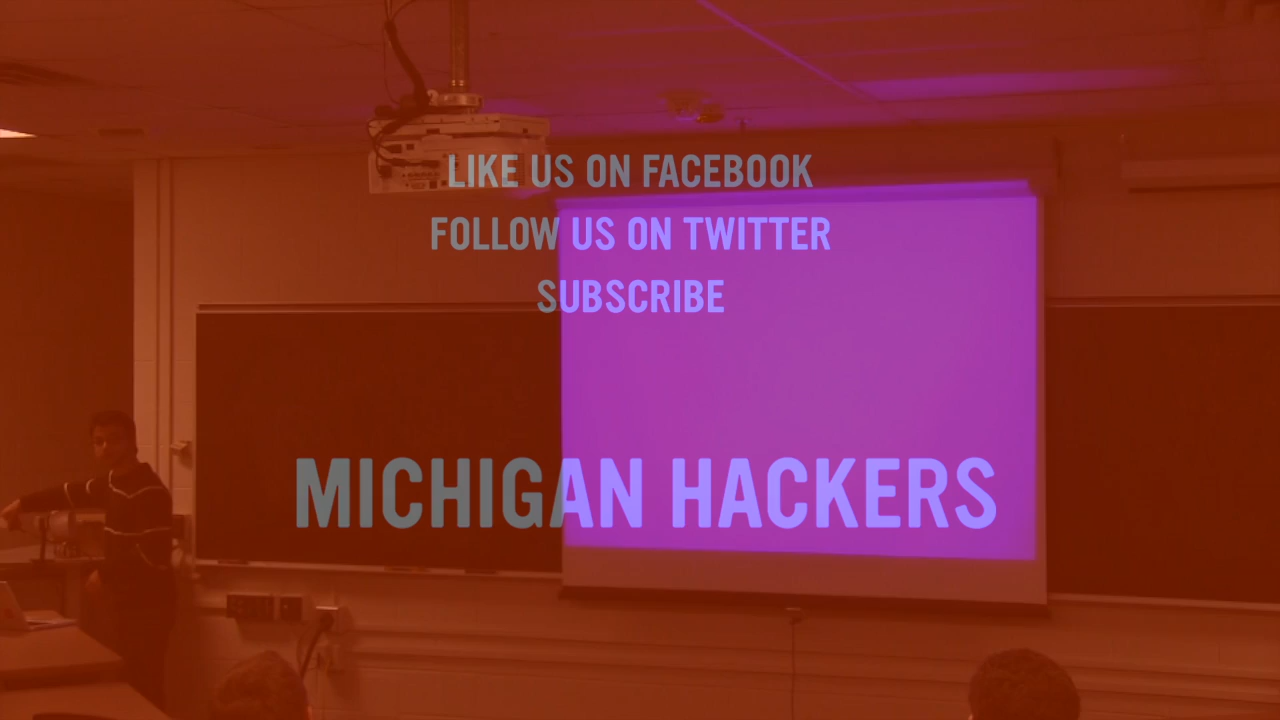 LIKE US ON FACEBOOK
FOLLOW US ON TWITTER
SUBSCRIBE
MICHIGAN HACKERS